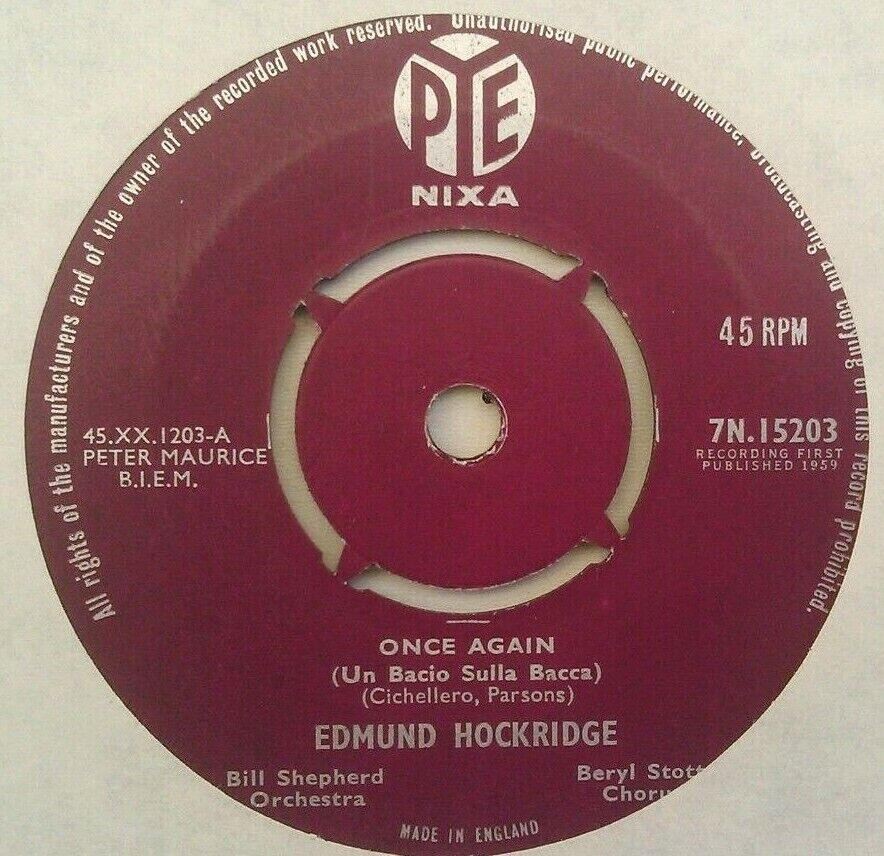 All rights of the manufacturers and of the owner of the recorded work reserved. Unauthorised public performance, broadcasting and copying of this record prohibited.
PYE
NIXA
45 RPM
45.XX.1203-A
PETER MAURICE
B.I.E.M.
7N.15203
RECORDING FIRST
PUBLISHED 1959
ONCE AGAIN
(Un Bacio Sulla Bacca)
(Cichellero, Parsons)
EDMUND HOCKRIDGE
Bill Shepherd
Orchestra
Beryl Stott
Choru
MADE IN ENGLAND